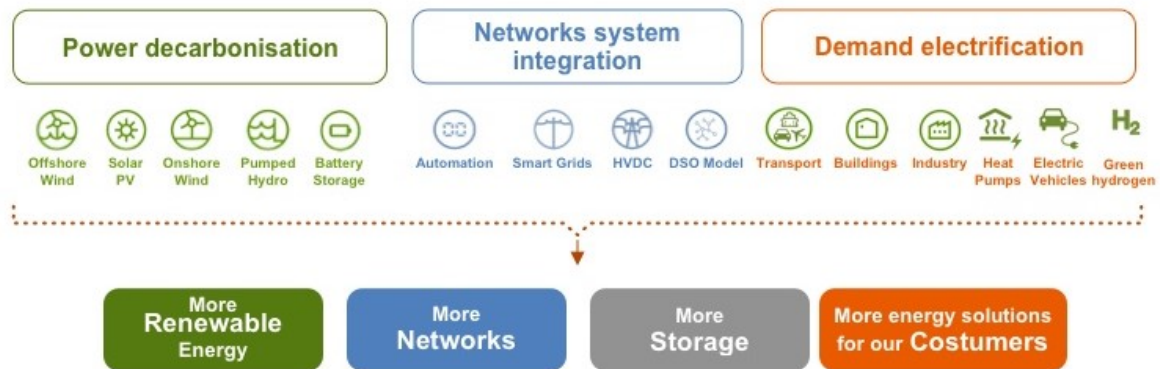 Power decarbonisation
Networks system
integration
Demand electrification
Offshore
Wind
Solar
PV
Onshore
Wind
Pumped
Hydro
Battery
Storage
Automation
Smart Grids
HVDC
DSO Model
Transport
Buildings
Industry
Heat
Pumps
Electric
Vehicles
H₂
Green
hydrogen
More
Renewable
Energy
More
Networks
More
Storage
More energy solutions
for our Costumers